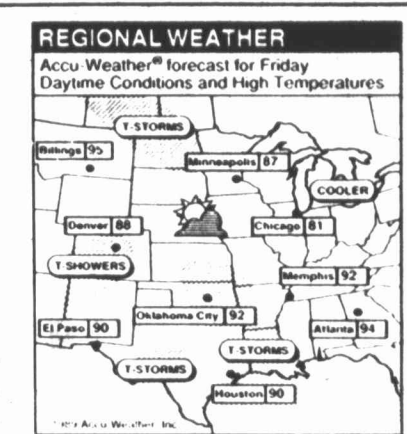 REGIONAL WEATHER
Accu-Weather® forecast for Friday
Daytime Conditions and High Temperatures
T-STORMS
Billings 95
Minneapolis 87
COOLER
Denver 88
Chicago 81
T-SHOWERS
Memphis 92
Oklahoma City 92
El Paso 90
Atlanta 94
T-STORMS
T-STORMS
Houston 90
Accu-Weather, Inc.